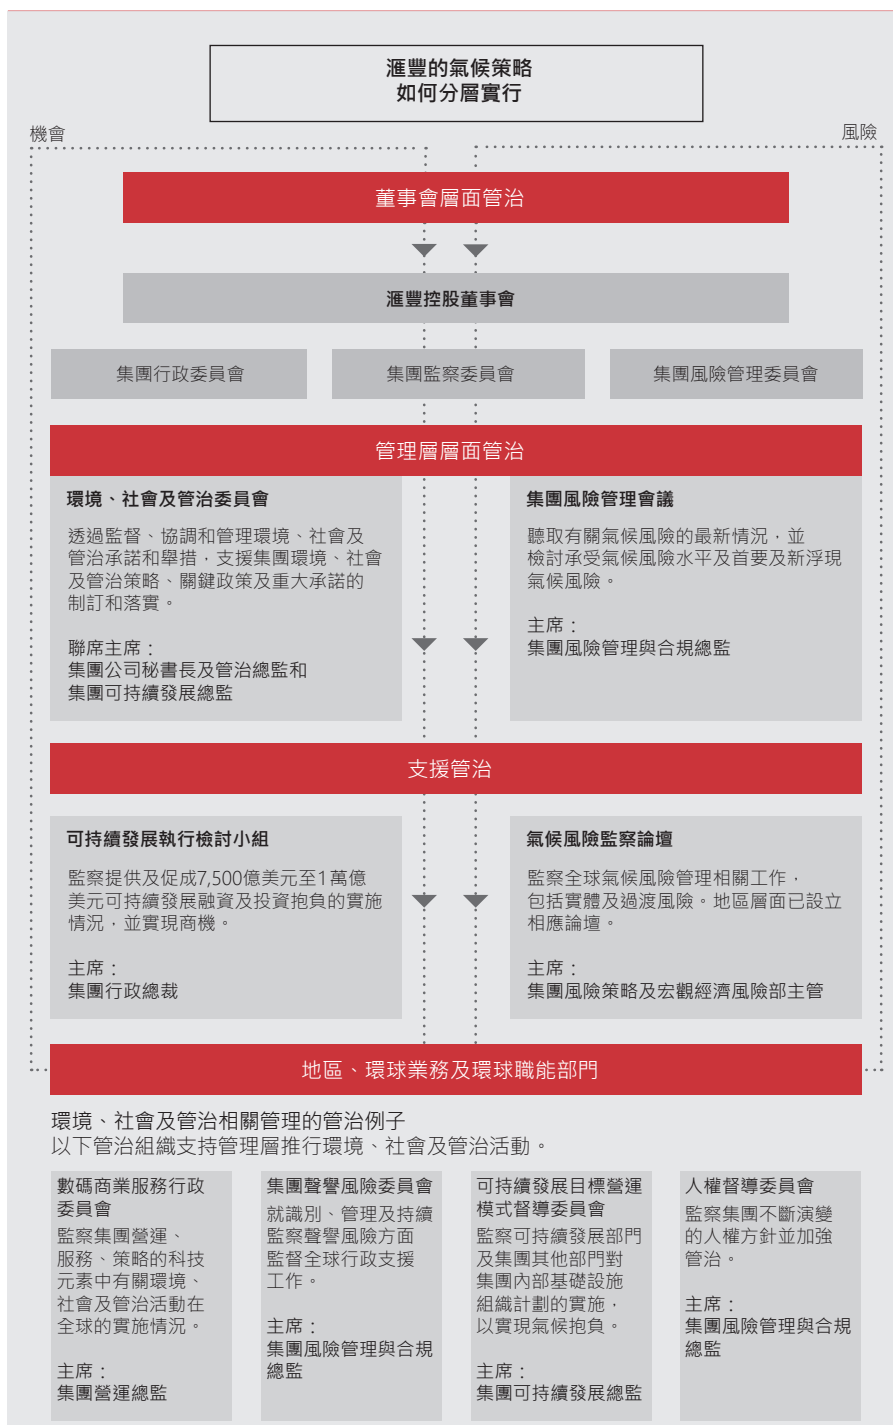 滙豐的氣候策略
如何分層實行
機會
風險
董事會層面管治
滙豐控股董事會
集團行政委員會
集團監察委員會
集團風險管理委員會
管理層層面管治
環境、社會及管治委員會
透過監督、協調和管理環境、社會及
管治承諾和舉措，支援集團環境、社會
及管治策略、關鍵政策及重大承諾的
制訂和落實。
聯席主席：
集團公司秘書長及管治總監和
集團可持續發展總監
集團風險管理會議
聽取有關氣候風險的最新情況，並
檢討承受氣候風險水平及首要及新浮現
氣候風險。
主席：
集團風險管理與合規總監
支援管治
可持續發展執行檢討小組
監察提供及促成7,500億美元至1萬億
美元可持續發展融資及投資抱負的實施
情況，並實現商機。
主席：
集團行政總裁
氣候風險監察論壇
監察全球氣候風險管理相關工作，
包括實體及過渡風險。地區層面已設立
相應論壇。
主席：
集團風險策略及宏觀經濟風險部主管
地區、環球業務及環球職能部門
環境、社會及管治相關管理的管治例子
以下管治組織支持管理層推行環境、社會及管治活動。
數碼商業服務行政
委員會
監察集團營運、
服務、策略的科技
元素中有關環境、
社會及管治活動在
全球的實施情況。
主席：
集團營運總監
集團聲譽風險委員會
就識別、管理及持續
監察聲譽風險方面
監督全球行政支援
工作。
主席：
集團風險管理與合規
總監
可持續發展目標營運
模式督導委員會
監察可持續發展部門
及集團其他部門對
集團內部基礎設施
組織計劃的實施，
以實現氣候抱負。
主席：
集團可持續發展總監
人權督導委員會
監察集團不斷演變
的人權方針並加強
管治。
主席：
集團風險管理與合規
總監